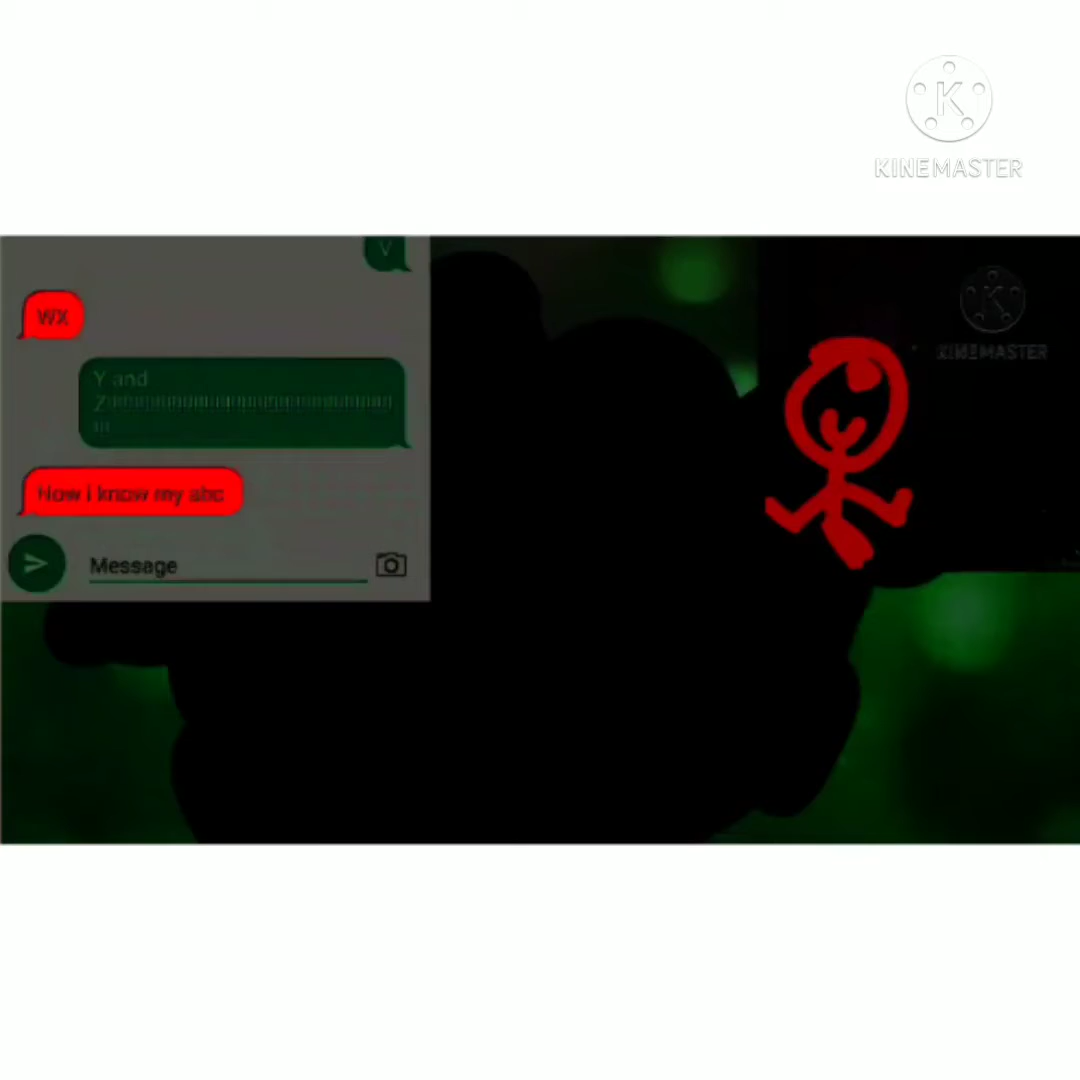 K
KINEMASTER
V
WX
Y and
Now i know my abc
Message
K
KINEMASTER